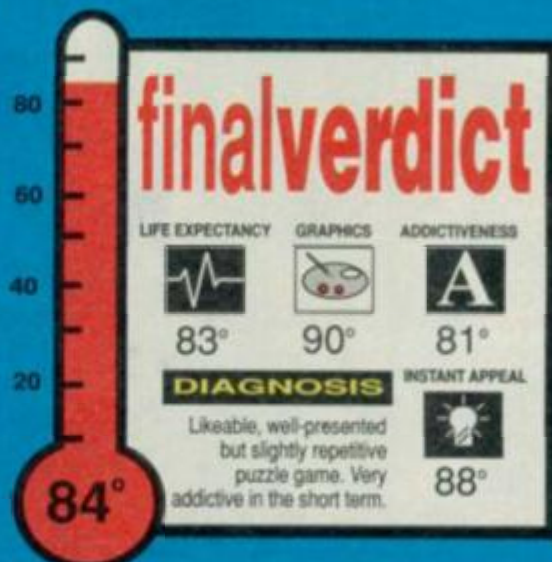 80
60
40
20
84°
finalverdict
LIFE EXPECTANCY GRAPHICS ADDICTIVENESS
A
83° 90° 81°
DIAGNOSIS
Likeable, well-presented
but slightly repetitive
puzzle game. Very
addictive in the short term.
INSTANT APPEAL
88°